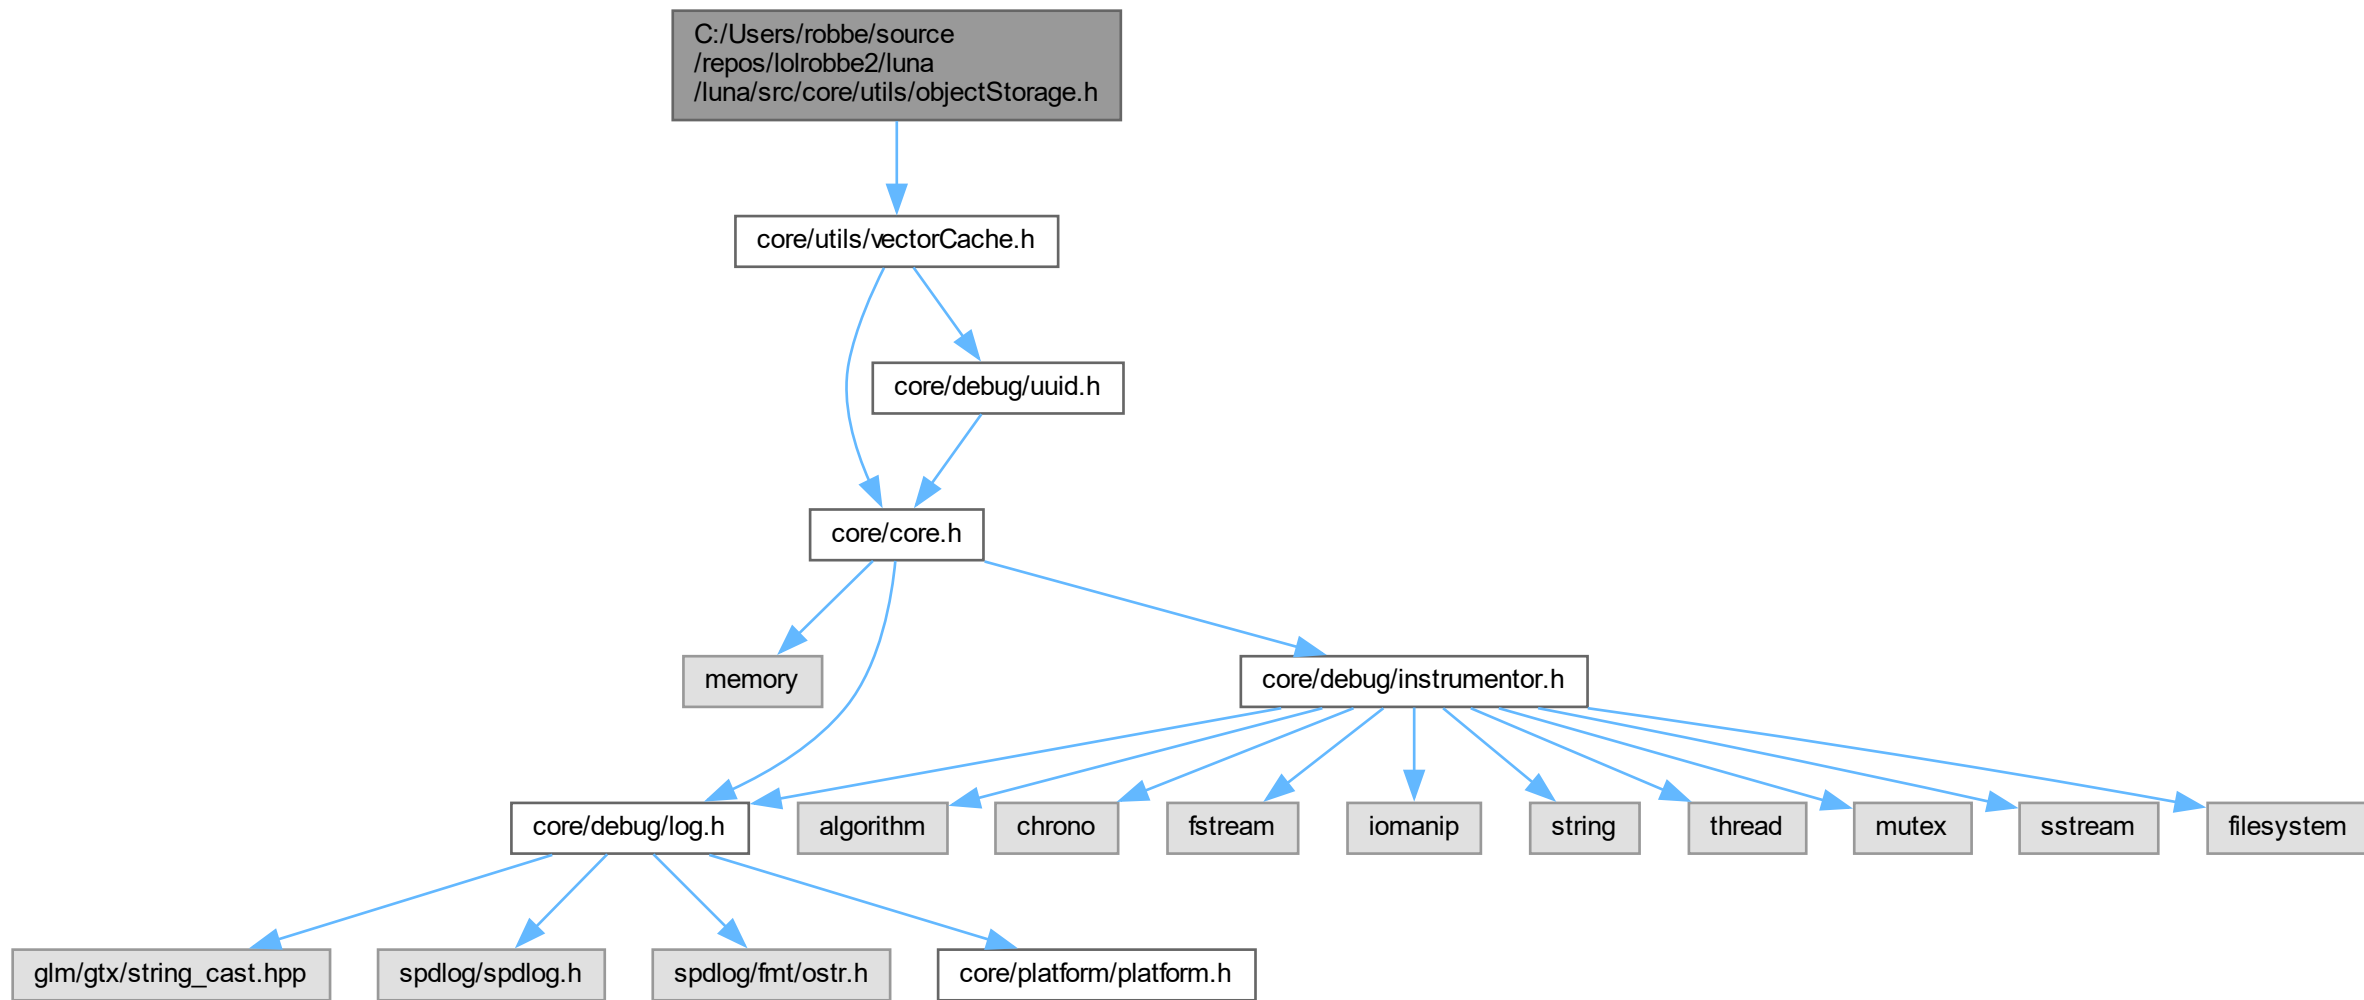 C:/Users/robbe/source
/repos/lolrobbe2/luna
/luna/src/core/utils/objectStorage.h
core/utils/vectorCache.h
core/debug/uuid.h
core/core.h
memory
core/debug/instrumentor.h
core/debug/log.h
algorithm
chrono
fstream
iomanip
string
thread
mutex
sstream
filesystem
glm/gtx/string_cast.hpp
spdlog/spdlog.h
spdlog/fmt/ostr.h
core/platform/platform.h